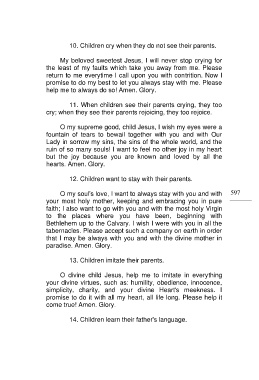 10. Children cry when they do not see their parents.
My beloved sweetest Jesus, I will never stop crying for
the least of my faults which take you away from me. Please
return to me everytime I call upon you with contrition. Now I
promise to do my best to let you always stay with me. Please
help me to always do so! Amen. Glory.
11. When children see their parents crying, they too
cry; when they see their parents rejoicing, they too rejoice.
O my supreme good, child Jesus, I wish my eyes were a
fountain of tears to bewail together with you and with Our
Lady in sorrow my sins, the sins of the whole world, and the
ruin of so many souls! I want to feel no other joy in my heart
but the joy because you are known and loved by all the
hearts. Amen. Glory.
12. Children want to stay with their parents.
O my soul's love, I want to always stay with you and with
your most holy mother, keeping and embracing you in pure
faith; I also want to go with you and with the most holy Virgin
to the places where you have been, beginning with
Bethlehem up to the Calvary. I wish I were with you in all the
tabernacles. Please accept such a company on earth in order
that I may be always with you and with the divine mother in
paradise. Amen. Glory.
597
13. Children imitate their parents.
O divine child Jesus, help me to imitate in everything
your divine virtues, such as: humility, obedience, innocence,
simplicity, charity, and your divine Heart's meekness. I
promise to do it with all my heart, all life long. Please help it
come true! Amen. Glory
14. Children learn their father's language.